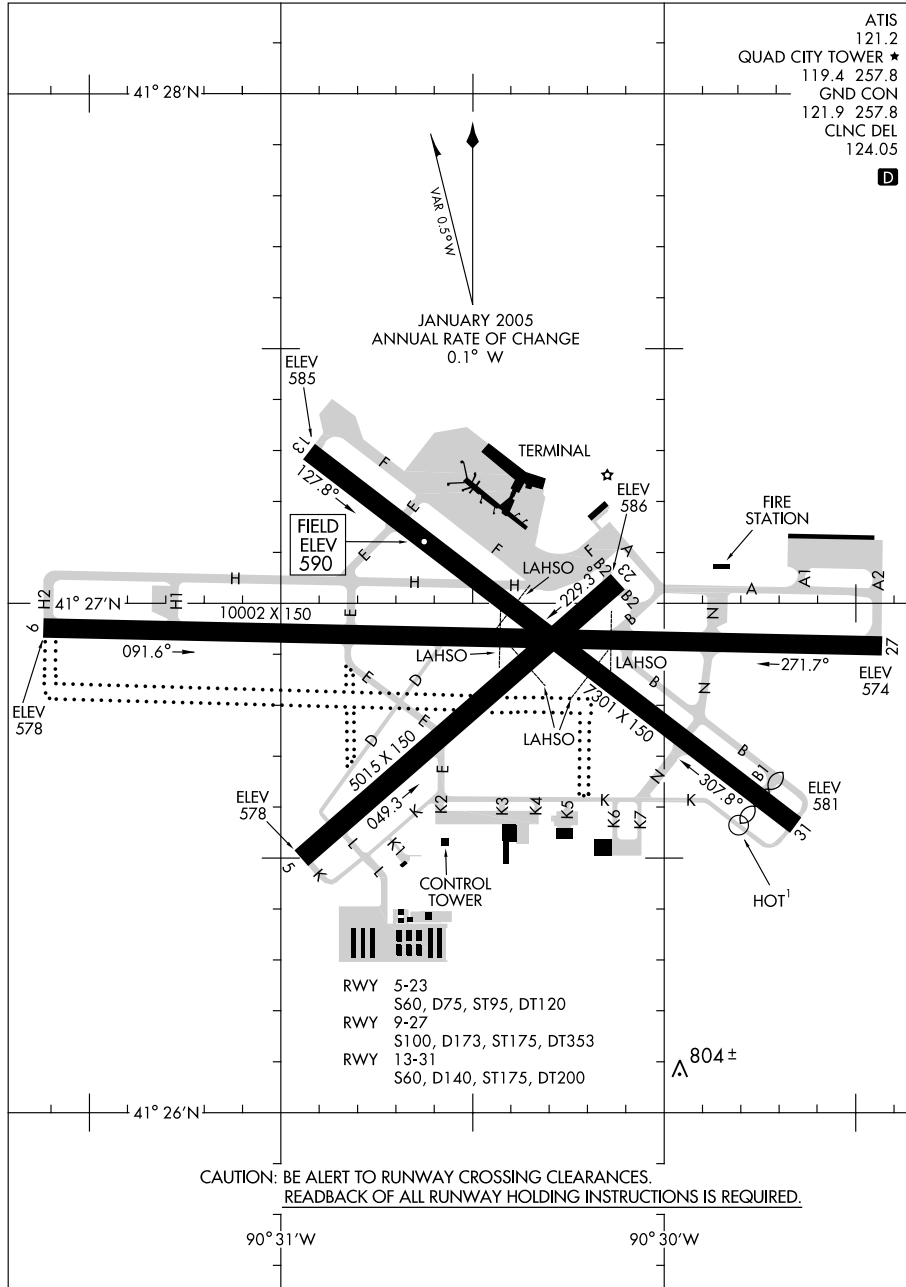 ATIS
121.2
QUAD CITY TOWER ★
119.4 257.8
GND CON
121.9 257.8
CLNC DEL
124.05
D
41° 28'N
VAR 0.5°W
JANUARY 2005
ANNUAL RATE OF CHANGE
0.1° W
ELEV
585
13
127.8°
F
TERMINAL
E
FIELD
ELEV
590
E
F
F
A
ELEV
586
FIRE
STATION
LAHSO
B2
23
229.3°
B2
H
H
H
B
A
A1
A2
N
H2
41° 27'N
H1
10002 X 150
E
9
091.6°
LAHSO
LAHSO
27
271.7°
ELEV
574
ELEV
578
E
D
B
N
7301 X 150
LAHSO
D
E
B
5015 X 150
E
N
B1
307.8°
ELEV
581
ELEV
578
049.3
K
K2
K3
K4
K5
K
K6
K7
K
31
5
K
L
L
K1
CONTROL
TOWER
HOT1
RWY 5-23
S60, D75, ST95, DT120
RWY 9-27
S100, D173, ST175, DT353
RWY 13-31
S60, D140, ST175, DT200
804±
41° 26'N
CAUTION: BE ALERT TO RUNWAY CROSSING CLEARANCES.
READBACK OF ALL RUNWAY HOLDING INSTRUCTIONS IS REQUIRED.
90° 31'W
90° 30'W